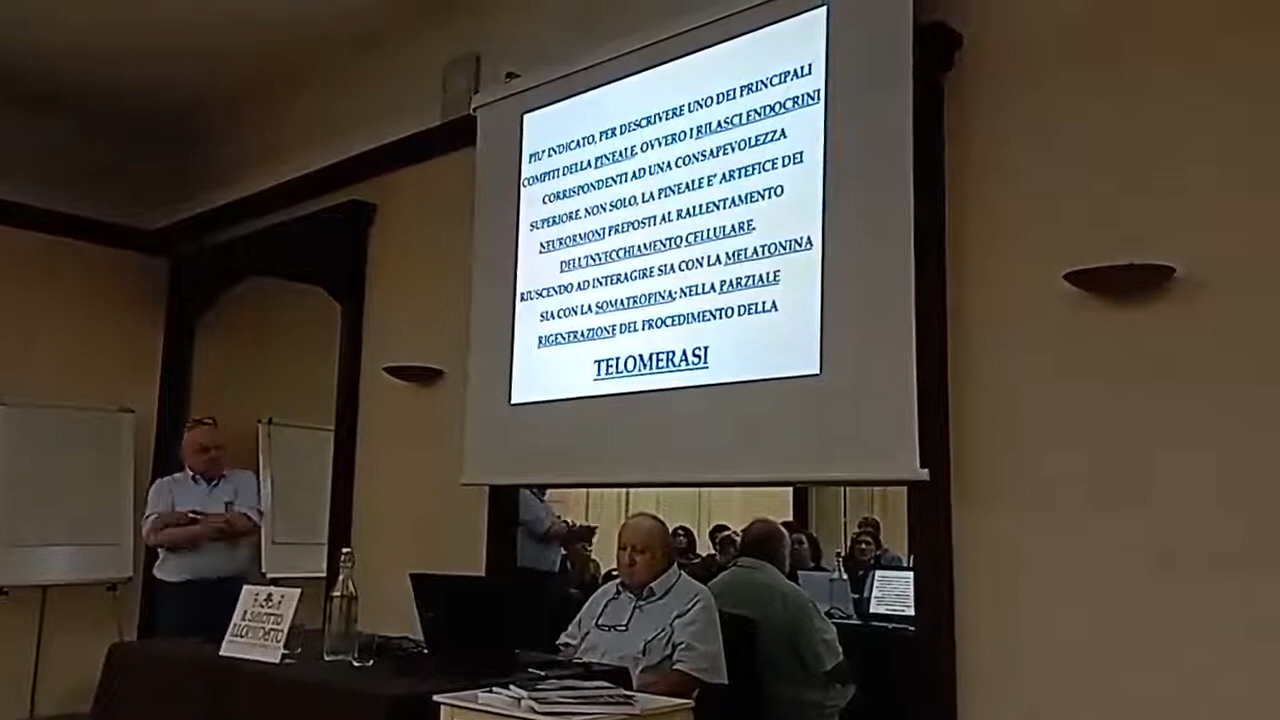 PIU' INDICATO, PER DESCRIVERE UNO DEI PRINCIPALI
COMPITI DELLA PINEALE, OVVERO I RILASCI ENDOCRINI
CORRISPONDENTI AD UNA CONSAPEVOLEZZA
SUPERIORE. NON SOLO, LA PINEALE E' ARTEFICE DEI
NEURORMONI PREPOSTI AL RALLENTAMENTO
DELL'INVECCHIAMENTO CELLULARE,
RIUSCENDO AD INTERAGIRE SIA CON LA MELATONINA
SIA CON LA SOMATROPINA; NELLA PARZIALE
RIGENERAZIONE DEL PROCEDIMENTO DELLA
TELOMERASI
IL SALOTTO